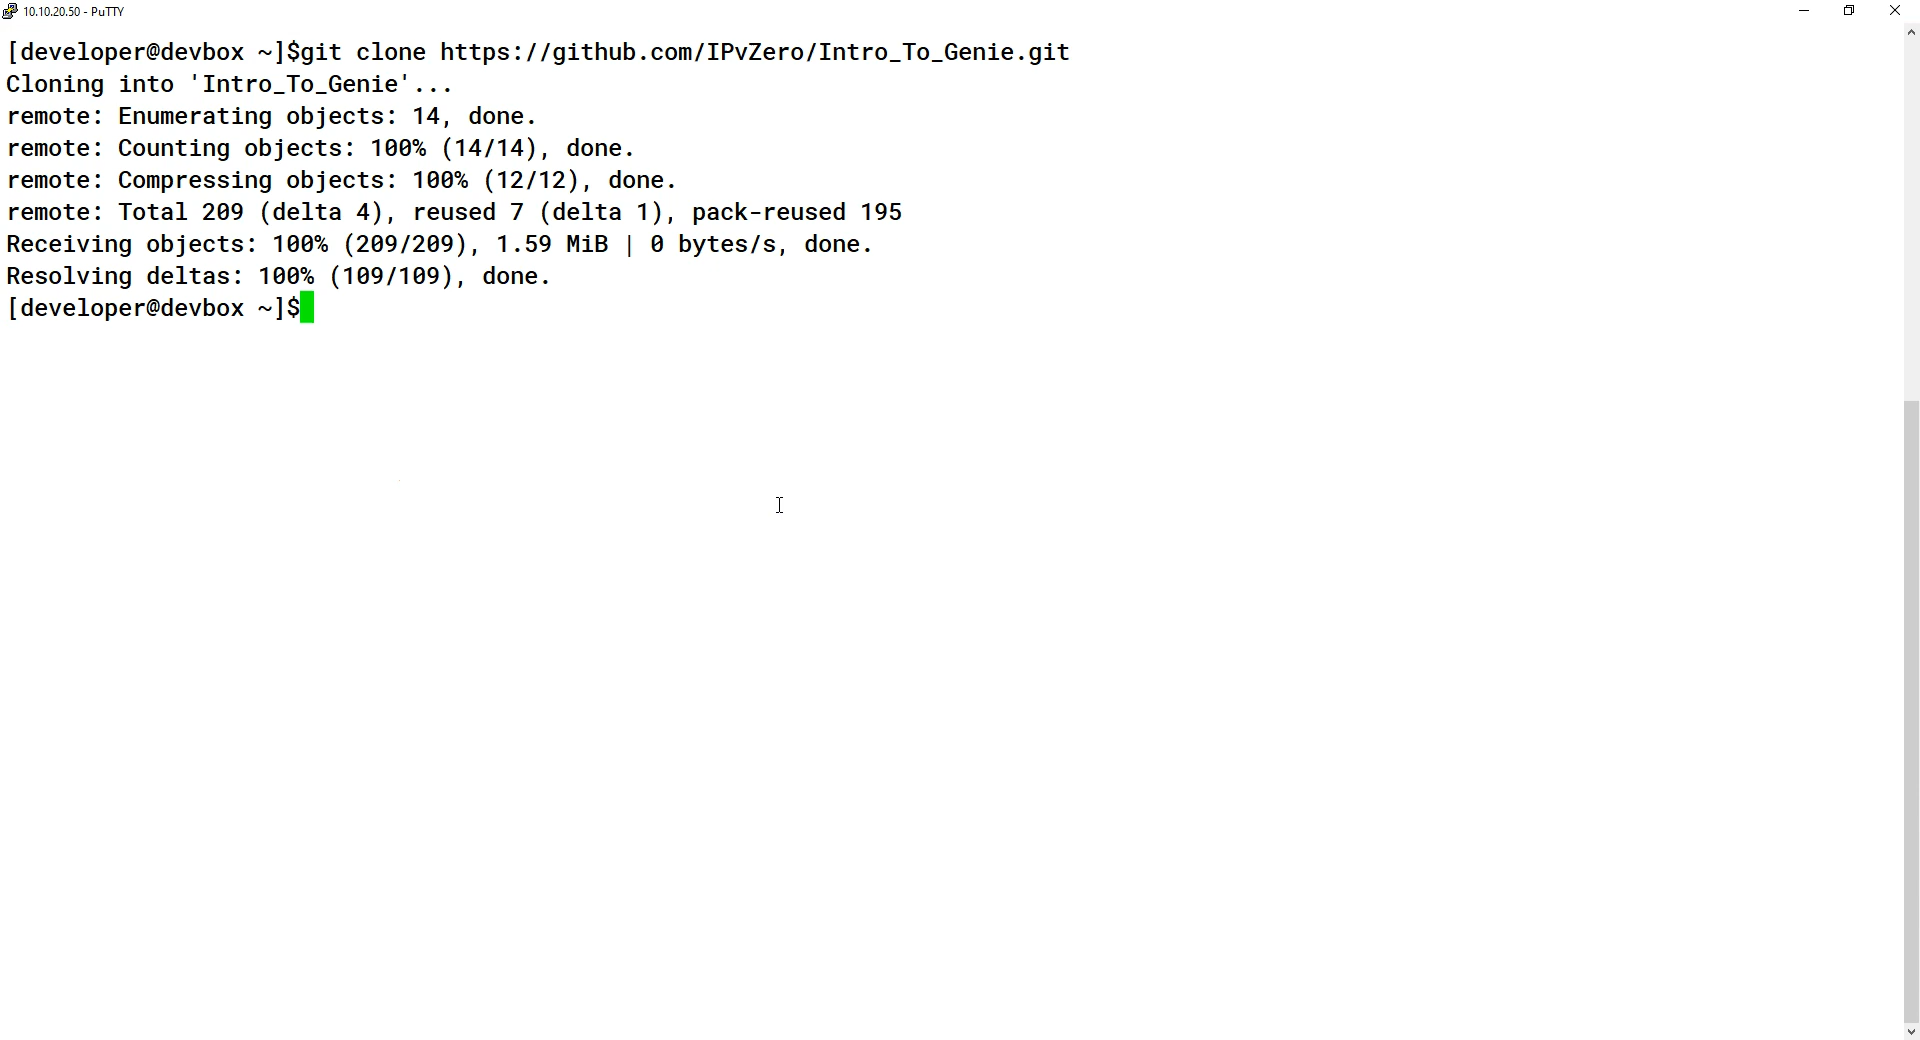 10.10.20.50 - PuTTY
[developer@devbox ~]$git clone https://github.com/IPvZero/Intro_To_Genie.git
Cloning into 'Intro_To_Genie'...
remote: Enumerating objects: 14, done.
remote: Counting objects: 100% (14/14), done.
remote: Compressing objects: 100% (12/12), done.
remote: Total 209 (delta 4), reused 7 (delta 1), pack-reused 195
Receiving objects: 100% (209/209), 1.59 MiB | 0 bytes/s, done.
Resolving deltas: 100% (109/109), done.
[developer@devbox ~]$